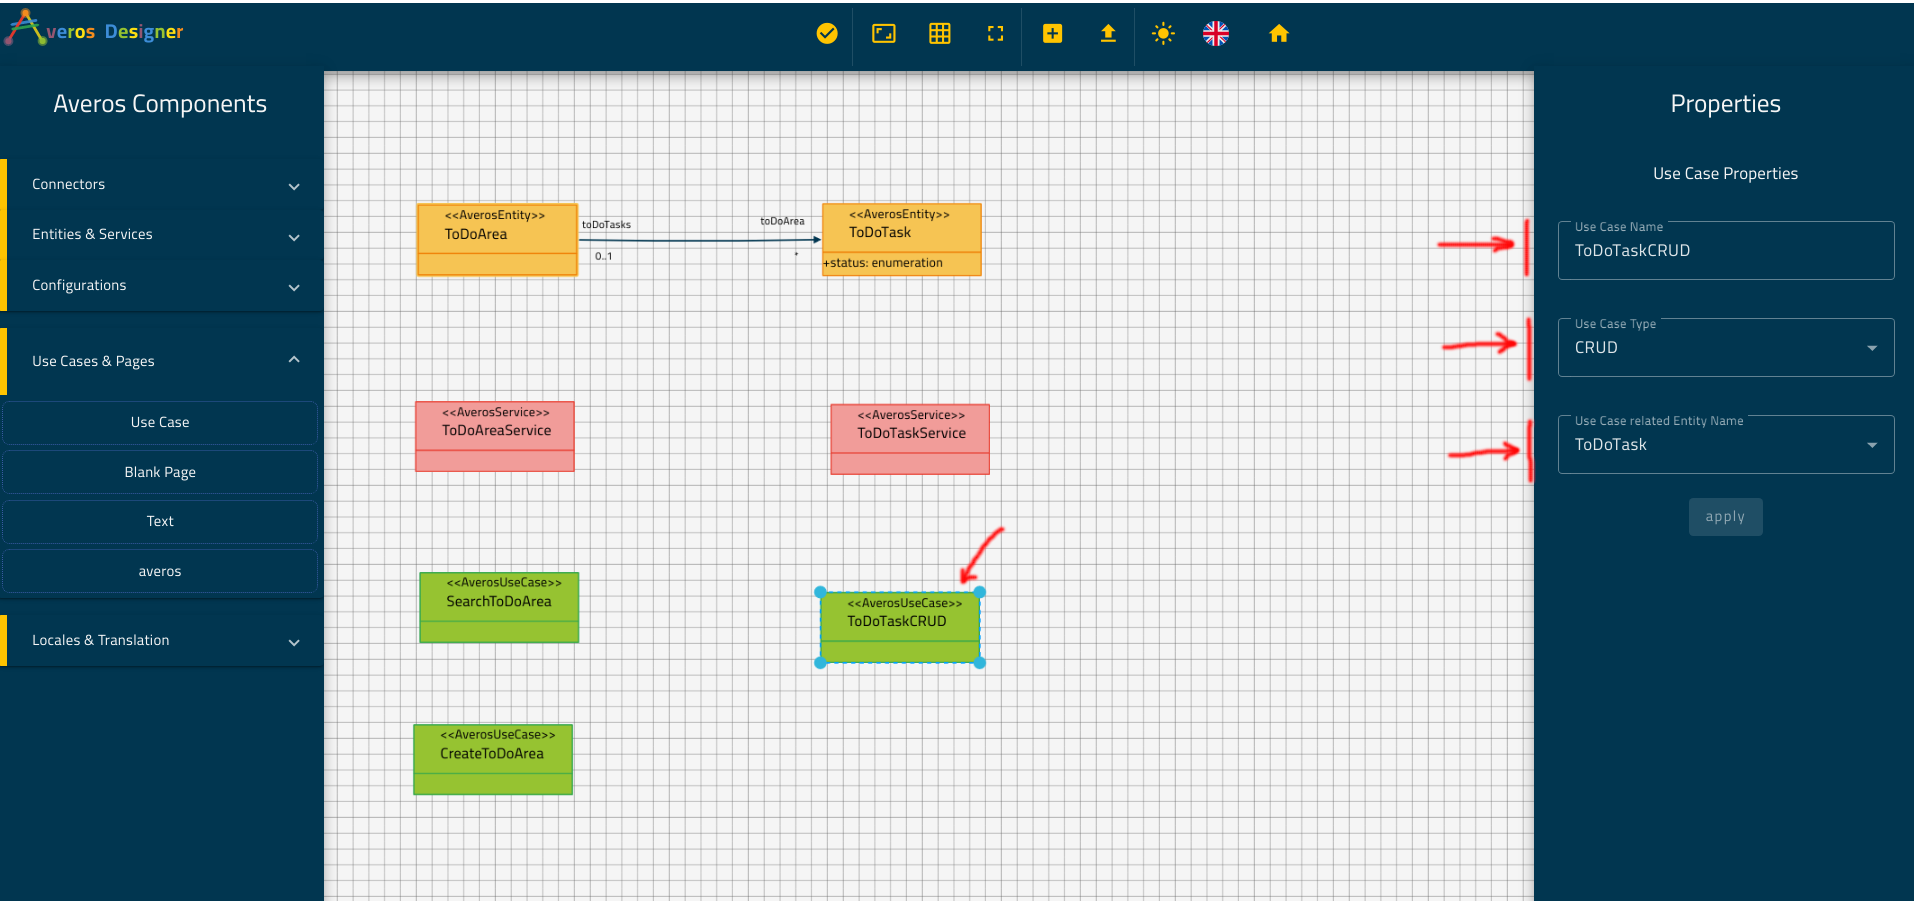 Averos Designer
Averos Components
Connectors
Entities & Services
Configurations
Use Cases & Pages
Use Case
Blank Page
Text
averos
Locales & Translation
<<AverosEntity>>
ToDoArea
toDoTasks
0..1
toDoArea
*
<<AverosEntity>>
ToDoTask
+status: enumeration
<<AverosService>>
ToDoAreaService
<<AverosService>>
ToDoTaskService
<<AverosUseCase>>
SearchToDoArea
<<AverosUseCase>>
ToDoTaskCRUD
<<AverosUseCase>>
CreateToDoArea
Properties
Use Case Properties
Use Case Name
ToDoTaskCRUD
Use Case Type
CRUD
Use Case related Entity Name
ToDoTask
apply